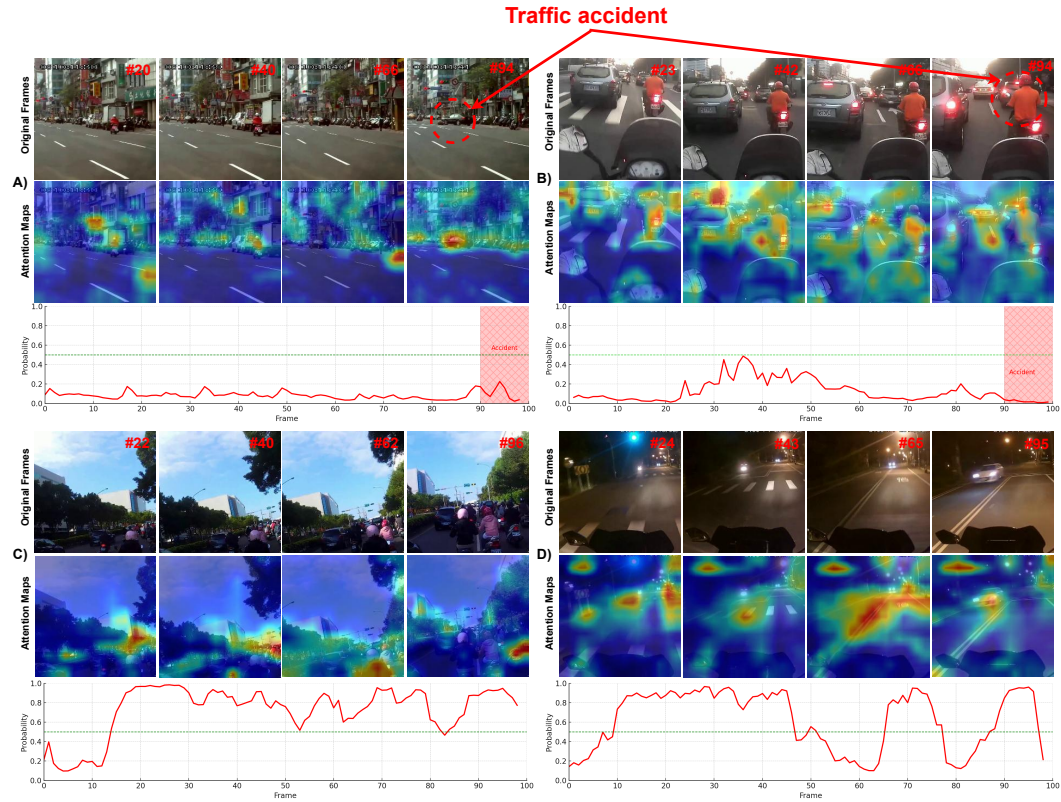 Traffic accident
A)
Original Frames
#20
#40
#68
#94
Attention Maps
Probability
1.0
0.8
0.6
0.4
0.2
0.0
Accident
0 10 20 30 40 50 60 70 80 90 100
Frame
B)
Original Frames
#23
#42
#94
Attention Maps
Probability
1.0
0.8
0.6
0.4
0.2
0.0
Accident
0 10 20 30 40 50 60 70 80 90 100
Frame
C)
Original Frames
#22
#40
#62
#96
Attention Maps
Probability
1.0
0.8
0.6
0.4
0.2
0.0
0 10 20 30 40 50 60 70 80 90 100
Frame
D)
Original Frames
#24
#43
#65
#95
Attention Maps
Probability
1.0
0.8
0.6
0.4
0.2
0.0
0 10 20 30 40 50 60 70 80 90 100
Frame